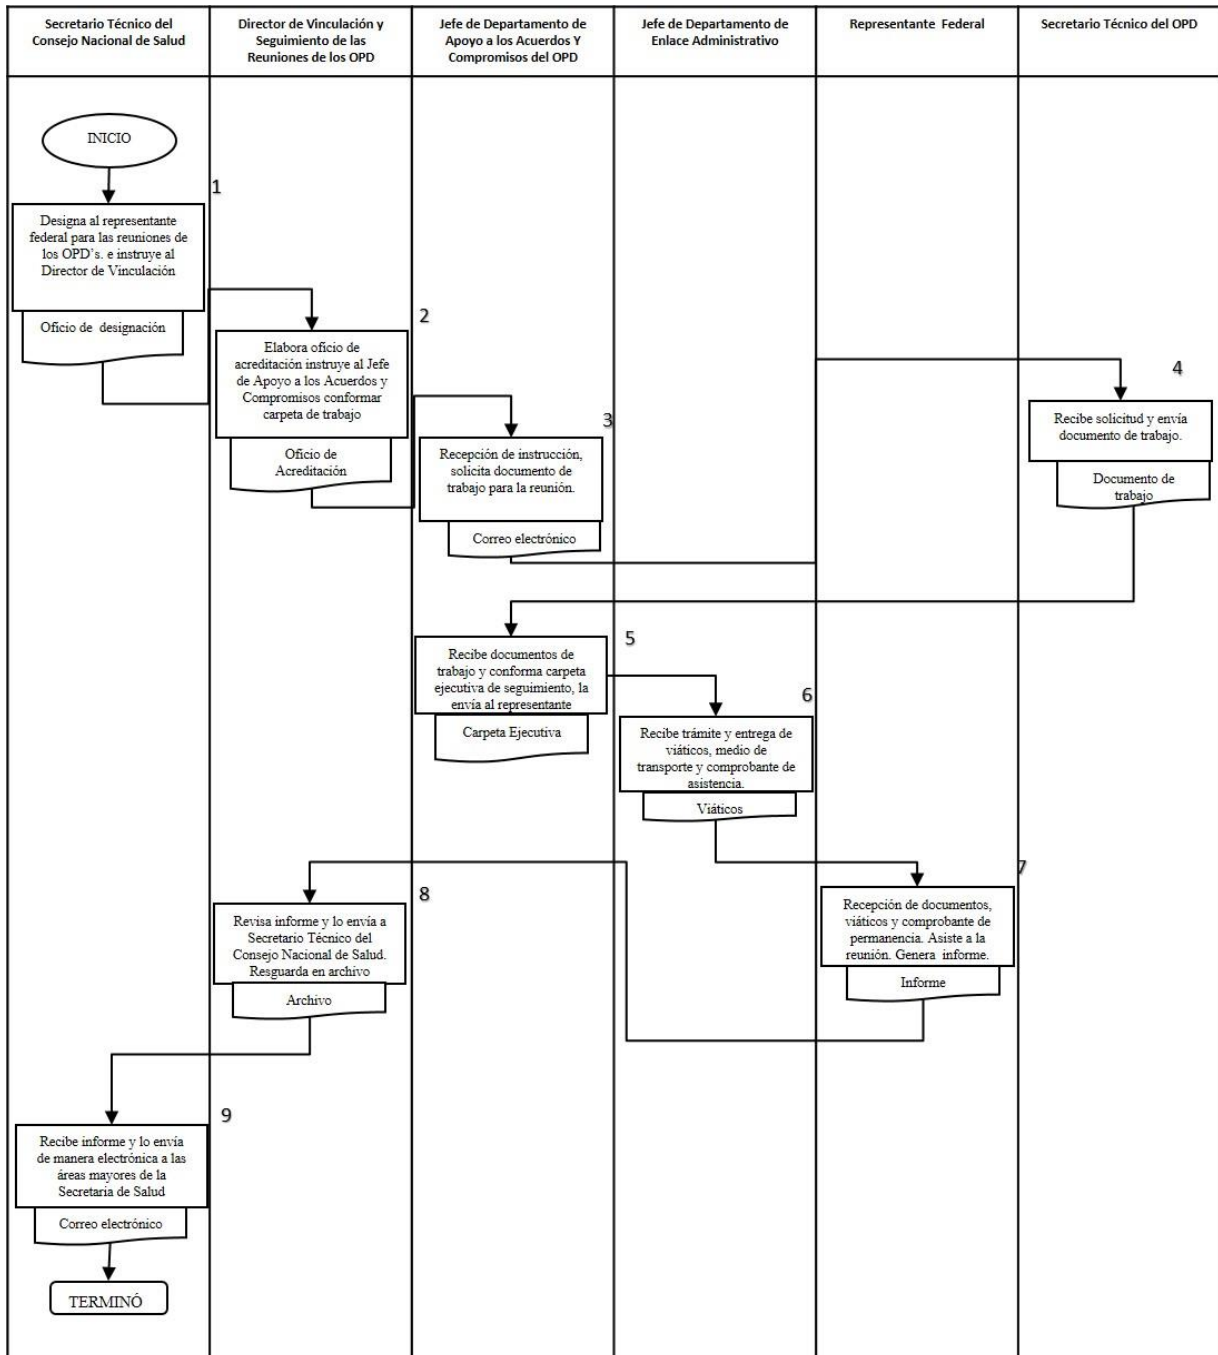 Secretario Técnico del
Consejo Nacional de Salud
Director de Vinculación y
Seguimiento de las
Reuniones de los OPD
Jefe de Departamento de
Apoyo a los Acuerdos Y
Compromisos del OPD
Jefe de Departamento de
Enlace Administrativo
Representante Federal
Secretario Técnico del OPD
INICIO
1
Designa al representante
federal para las reuniones de
los OPD’s. e instruye al
Director de Vinculación
Oficio de designación
2
Elabora oficio de
acreditación instruye al Jefe
de Apoyo a los Acuerdos y
Compromisos conformar
carpeta de trabajo
Oficio de
Acreditación
3
Recepción de instrucción,
solicita documento de
trabajo para la reunión.
Correo electrónico
4
Recibe solicitud y envía
documento de trabajo.
Documento de
trabajo
5
Recibe documentos de
trabajo y conforma carpeta
ejecutiva de seguimiento, la
envía al representante
Carpeta Ejecutiva
6
Recibe trámite y entrega de
viáticos, medio de
transporte y comprobante de
asistencia.
Viáticos
7
Recepción de documentos,
viáticos y comprobante de
permanencia. Asiste a la
reunión. Genera informe.
Informe
8
Revisa informe y lo envía a
Secretario Técnico del
Consejo Nacional de Salud.
Resguarda en archivo
Archivo
9
Recibe informe y lo envía
de manera electrónica a las
áreas mayores de la
Secretaria de Salud
Correo electrónico
TERMINÓ